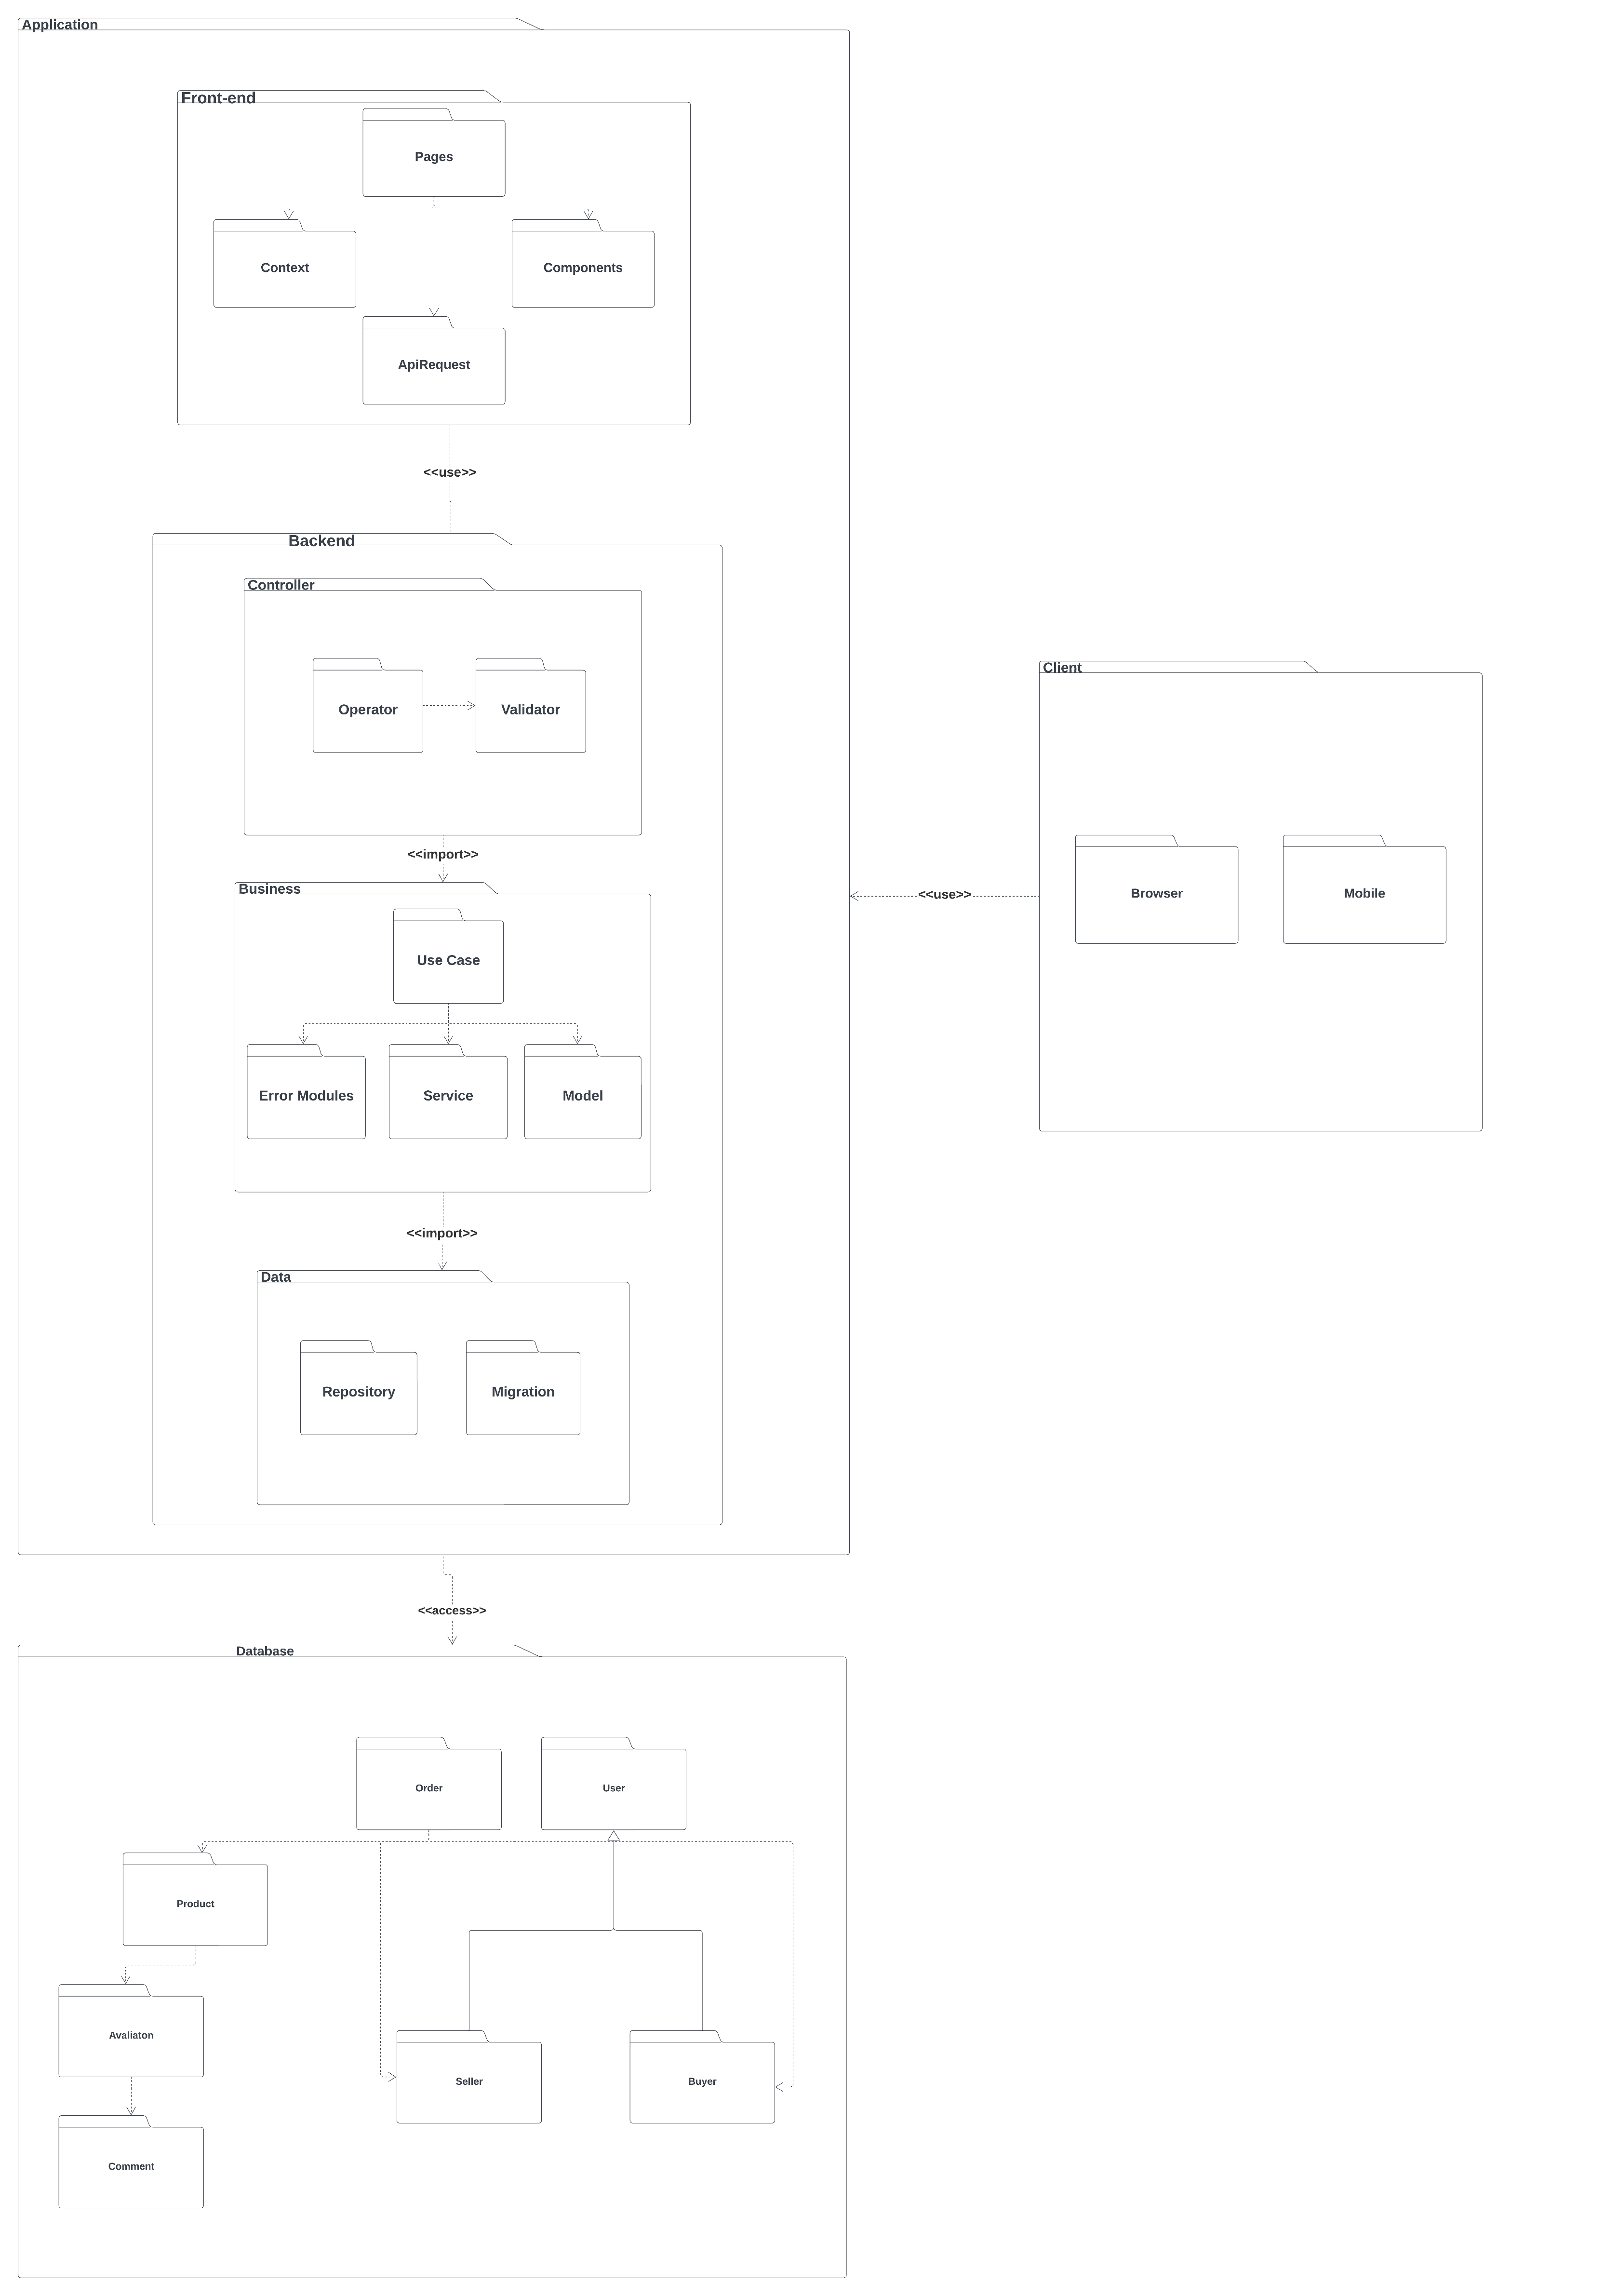 Application
Front-end
Pages
Context
Components
ApiRequest
<<use>>
Backend
Controller
Operator
Validator
<<import>>
Business
Use Case
Error Modules
Service
Model
<<import>>
Data
Repository
Migration
Client
Browser
Mobile
<<use>>
<<access>>
Database
Order
User
Product
Avaliaton
Seller
Buyer
Comment